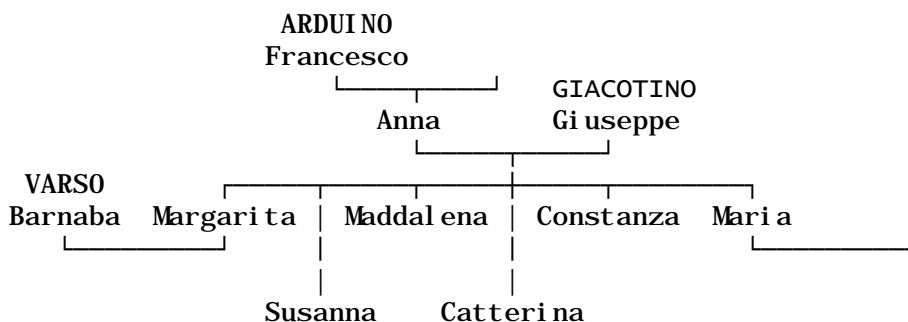 ARDUINO
Francesco
GIACOTINO
Anna Giuseppe
VARSO
Barnaba Margarita Maddalena Constanza Maria
Susanna Catterina